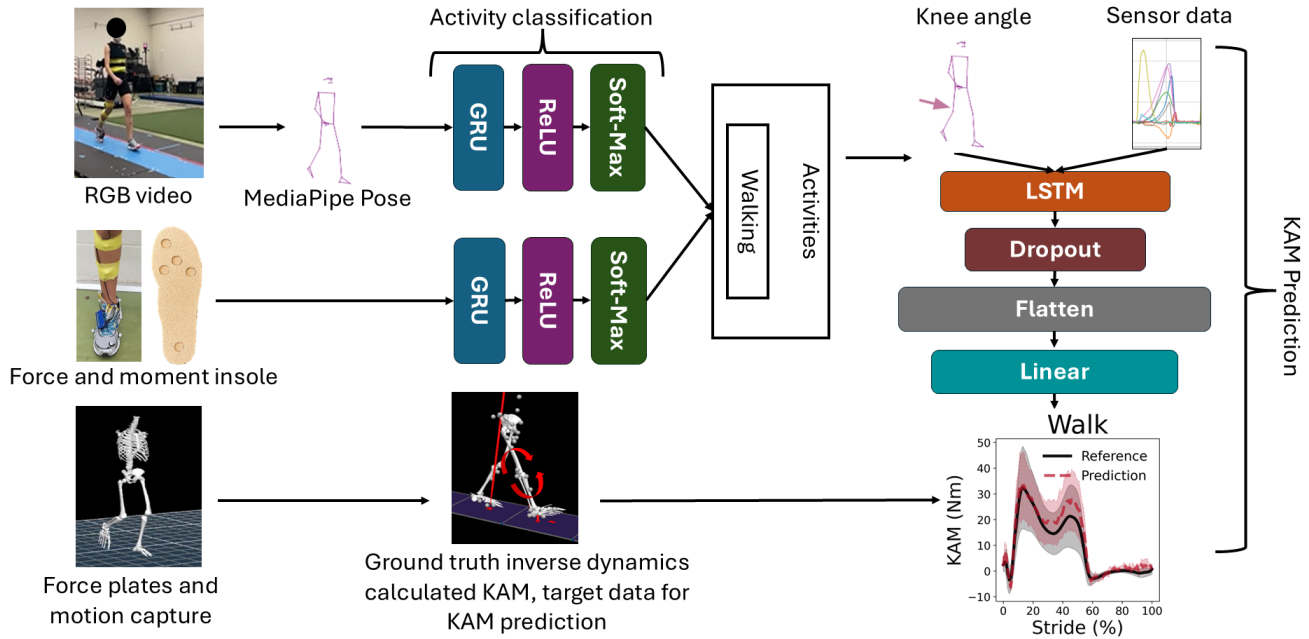 Activity classification
Knee angle
Sensor data
GRU
ReLU
Soft-Max
RGB video
MediaPipe Pose
Walking
Activities
LSTM
Dropout
Flatten
Linear
KAM Prediction
GRU
ReLU
Soft-Max
Force and moment insole
Walk
50
40
30
20
10
0
−10
KAM (Nm)
Reference
Prediction
0
20
40
60
80
100
Stride (%)
Force plates and
motion capture
Ground truth inverse dynamics
calculated KAM, target data for
KAM prediction